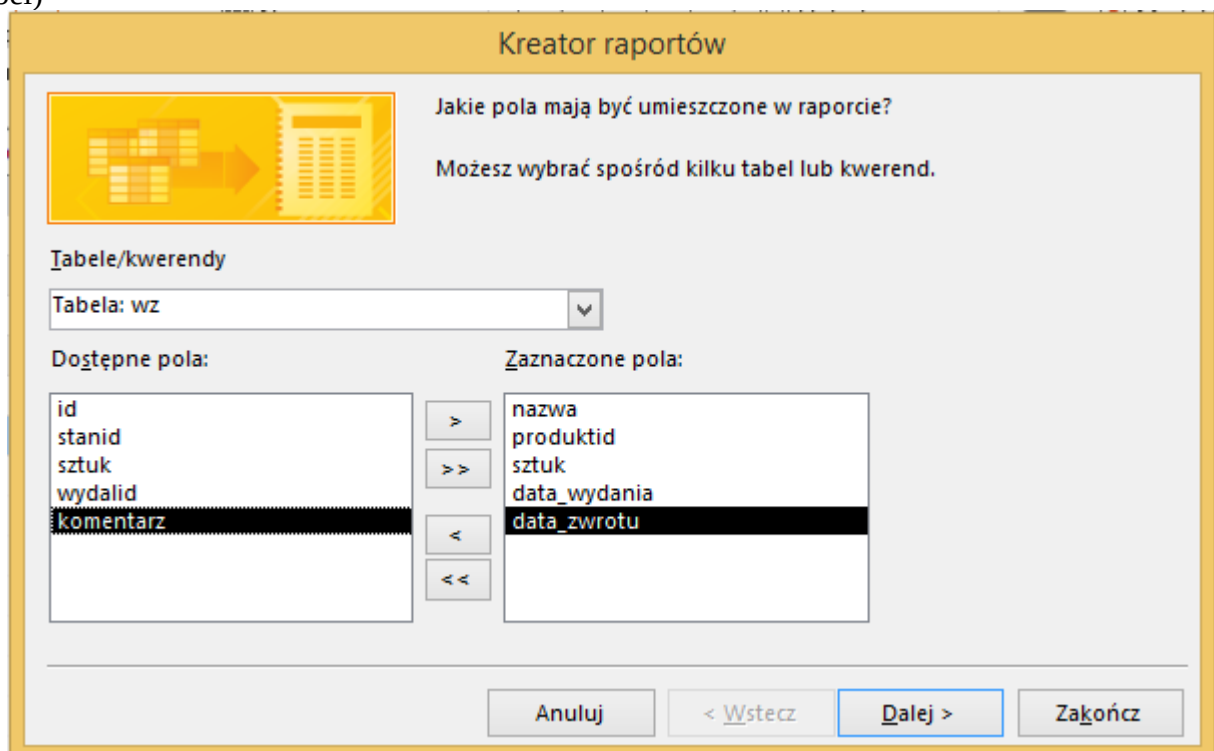 Kreator raportów
Jakie pola mają być umieszczone w raporcie?
Możesz wybrać spośród kilku tabel lub kwerend.
Tabele/kwerendy
Tabela: wz
Dostępne pola:
Zaznaczone pola:
id
stanid
sztuk
wydalid
komentarz
>
>>
<
<<
nazwa
produktid
sztuk
data_wydania
data_zwrotu
Anuluj
< Wstecz
Dalej >
Zakończ